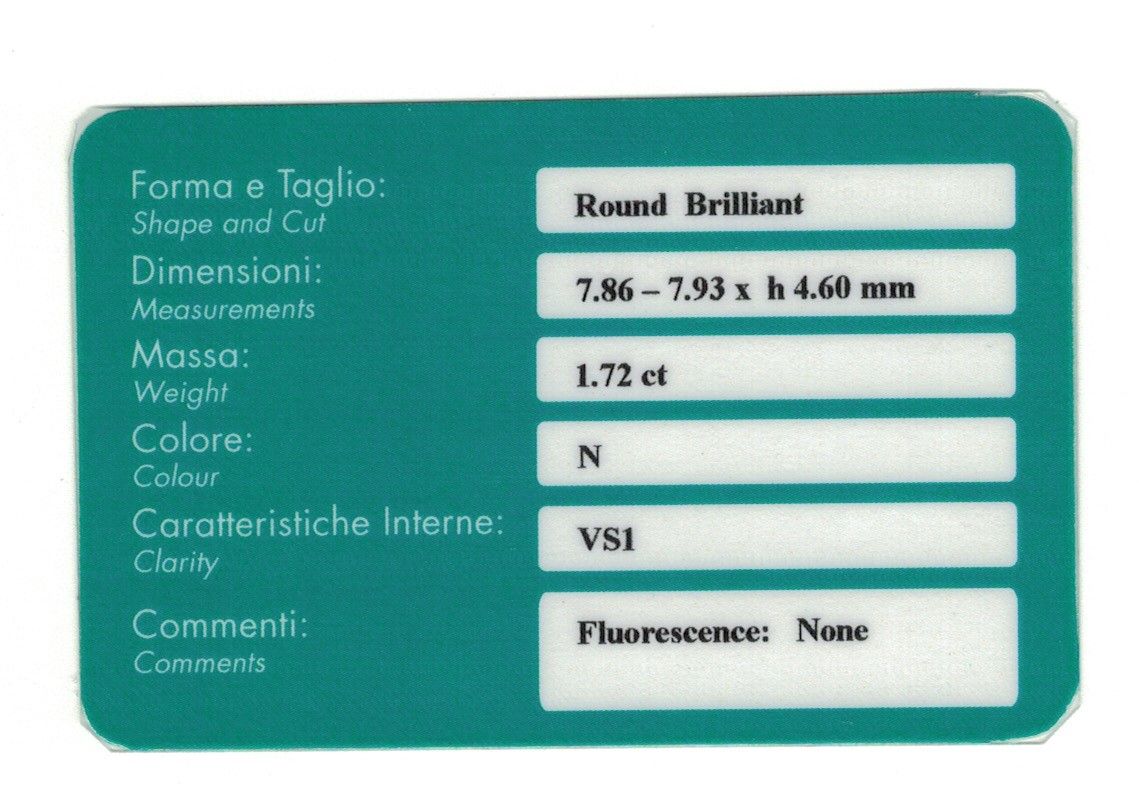 Forma e Taglio:
Shape and Cut
Round Brilliant
Dimensioni:
Measurements
7.86 – 7.93 x h 4.60 mm
Massa:
Weight
1.72 ct
Colore:
Colour
N
Caratteristiche Interne:
Clarity
VS1
Commenti:
Comments
Fluorescence: None